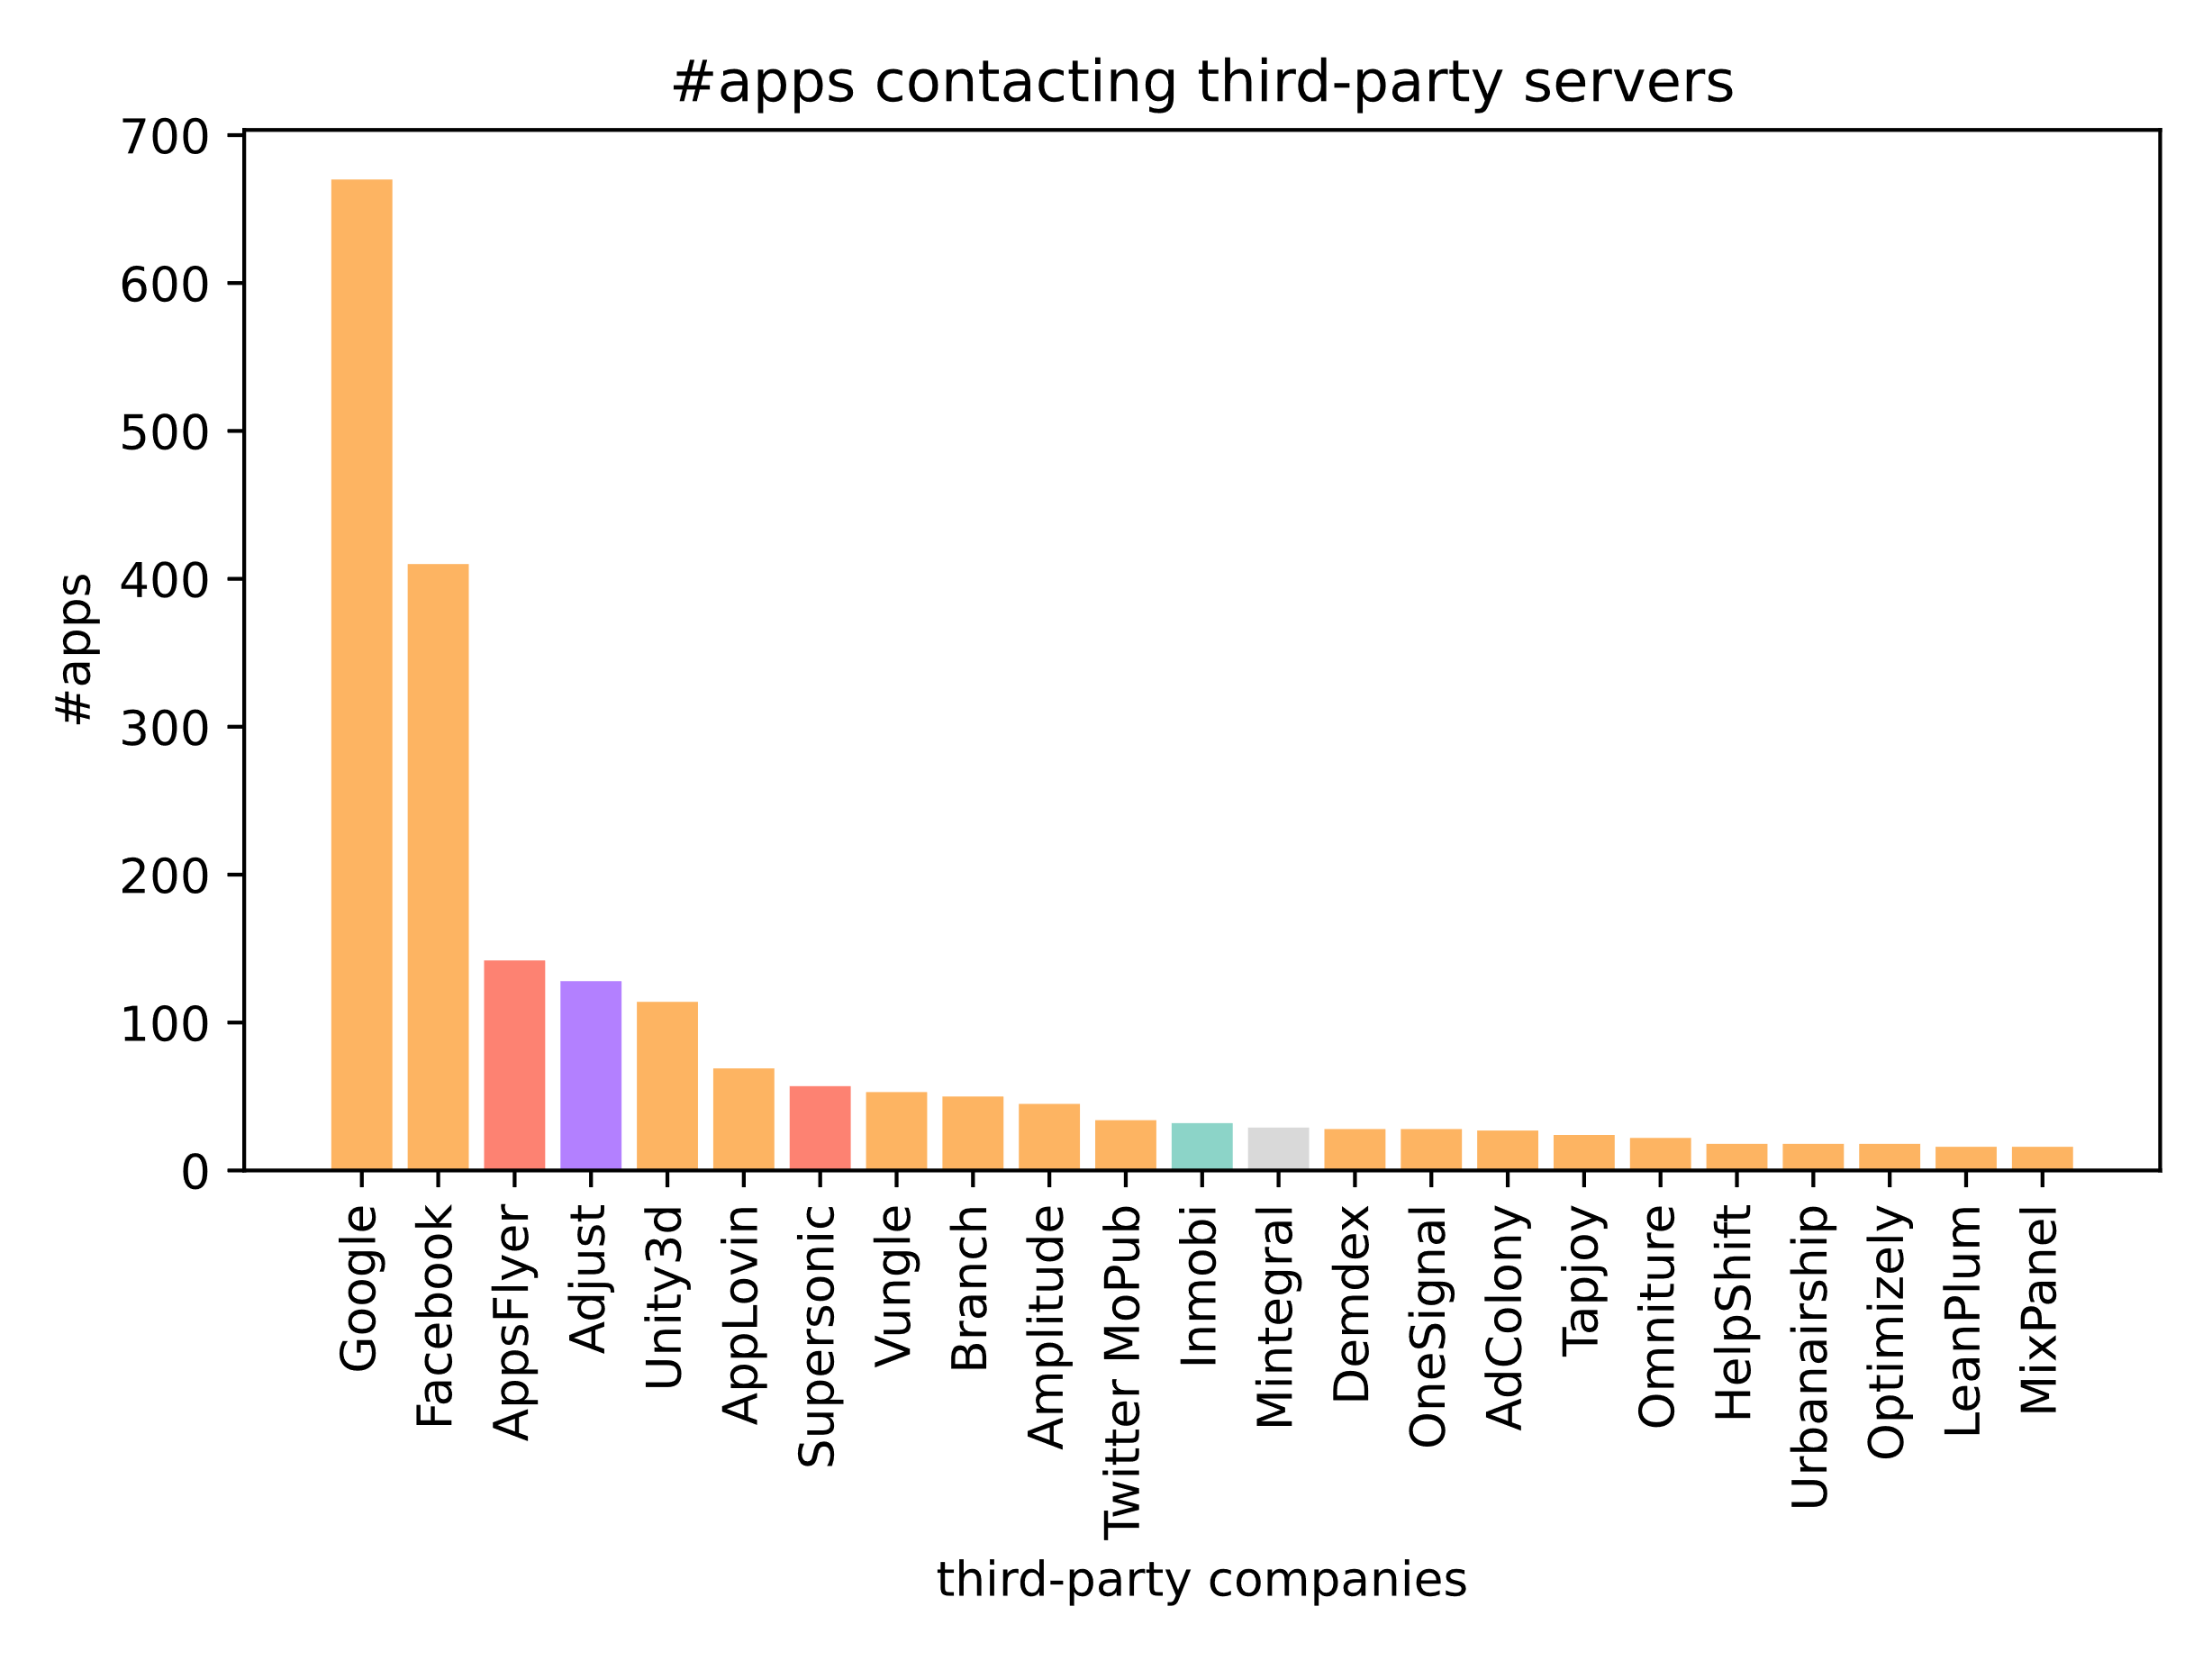 #apps contacting third-party servers
700
600
500
400
300
200
100
0
#apps
Google
Facebook
AppsFlyer
Adjust
Unity3d
AppLovin
Supersonic
Vungle
Branch
Amplitude
Twitter MoPub
Inmobi
Mintegral
Demdex
OneSignal
AdColony
Tapjoy
Omniture
HelpShift
Urbanairship
Optimizely
LeanPlum
MixPanel
third-party companies